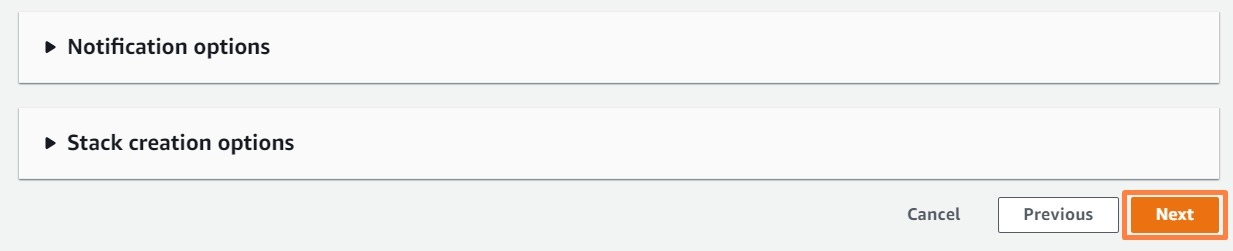 Notification options
Stack creation options
Cancel Previous Next